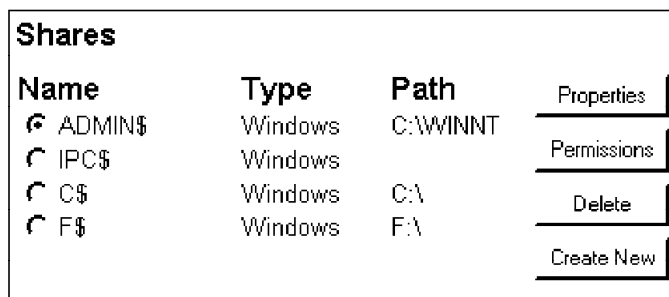 Shares
Name Type Path
ADMIN$ Windows C:\WINNT
IPC$ Windows
C$ Windows C:\
F$ Windows F:\
Properties
Permissions
Delete
Create New